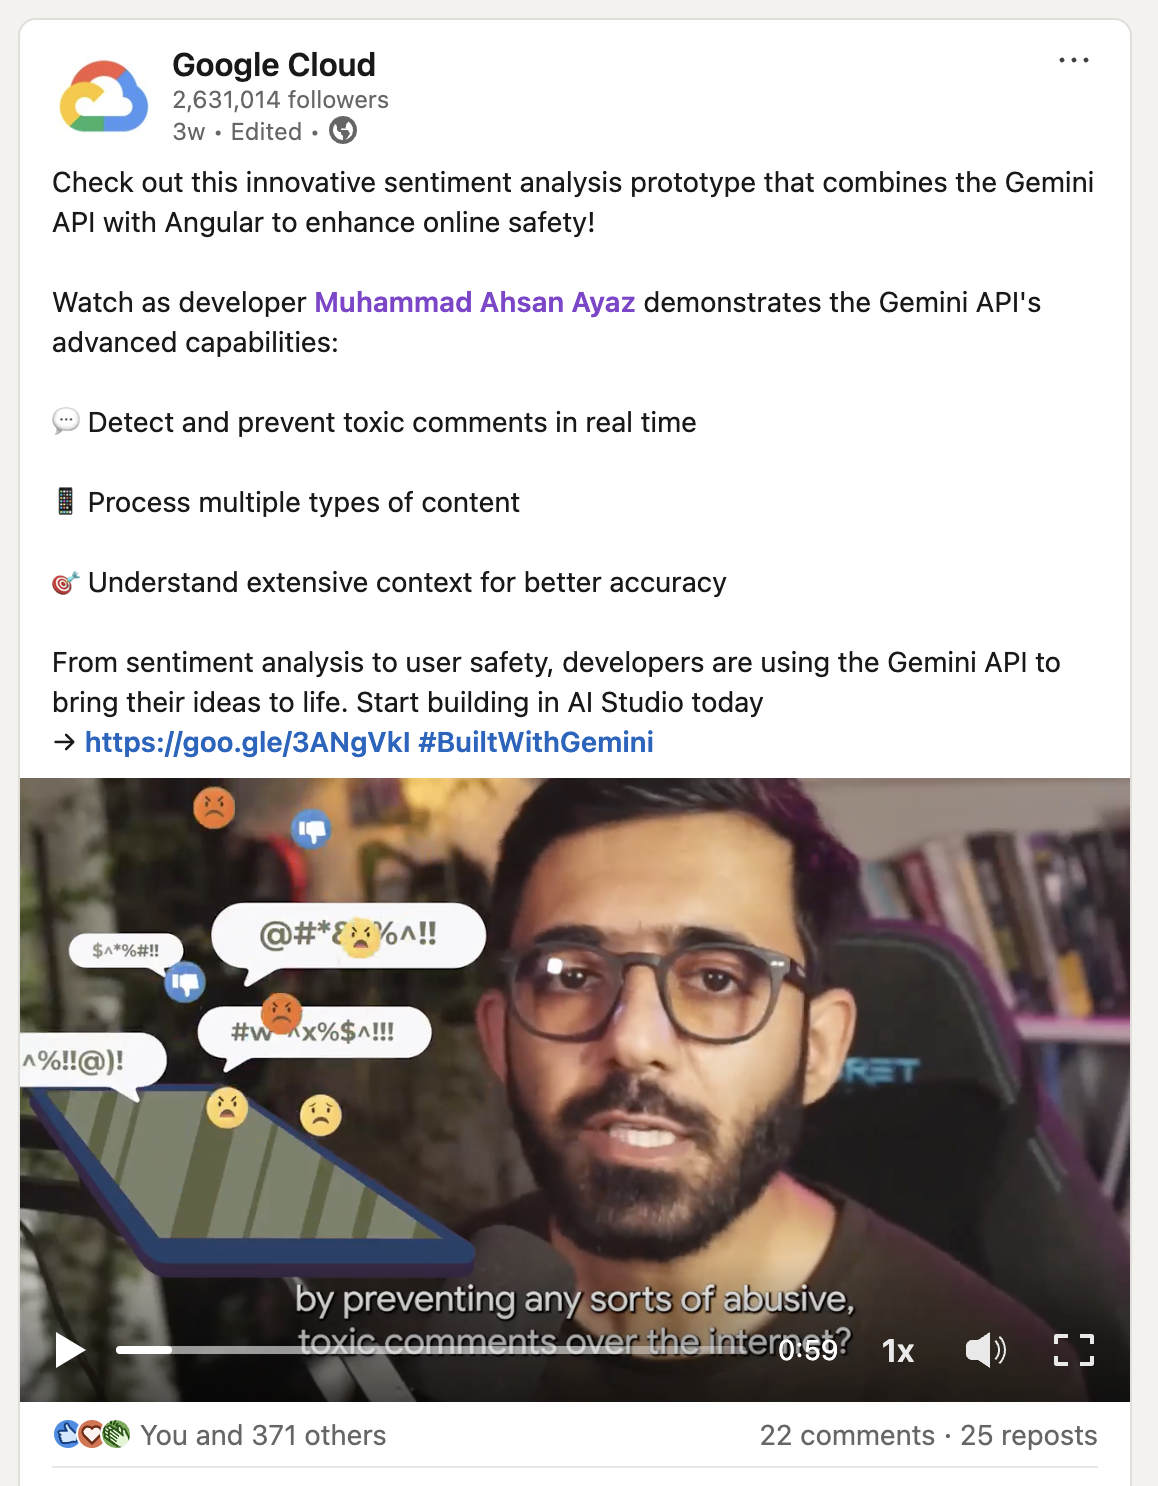 Google Cloud
2,631,014 followers
3w • Edited •
Check out this innovative sentiment analysis prototype that combines the Gemini
API with Angular to enhance online safety!
Watch as developer Muhammad Ahsan Ayaz demonstrates the Gemini API's
advanced capabilities:
💬 Detect and prevent toxic comments in real time
📱 Process multiple types of content
🎯 Understand extensive context for better accuracy
From sentiment analysis to user safety, developers are using the Gemini API to
bring their ideas to life. Start building in AI Studio today
→ https://goo.gle/3ANgVkI #BuiltWithGemini
$^*%#!!
^%!!@)!
RET
by preventing any sorts of abusive,
toxic comments over the internet?
0:59 1x
You and 371 others
22 comments · 25 reposts